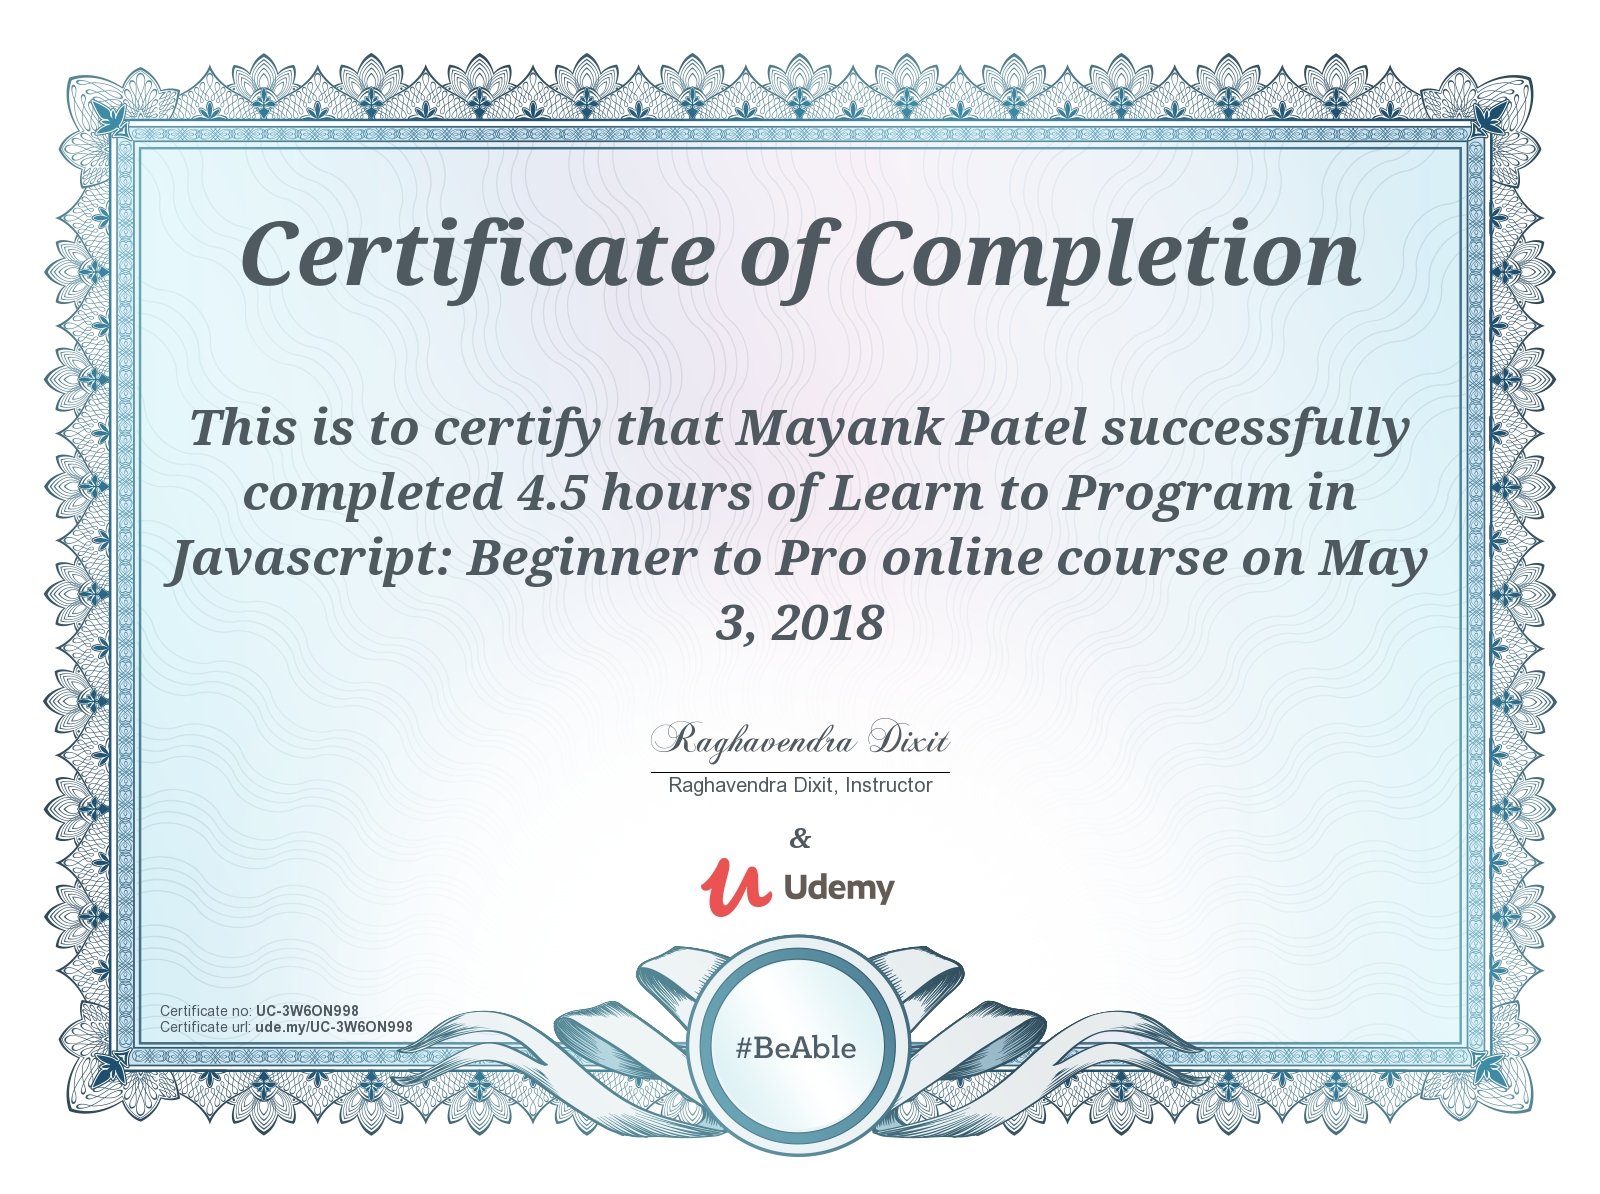 Certificate of Completion
This is to certify that Mayank Patel successfully
completed 4.5 hours of Learn to Program in
Javascript: Beginner to Pro online course on May
3, 2018
Raghavendra Dixit
Raghavendra Dixit, Instructor
&
Udemy
Certificate no: UC-3W6ON998
Certificate url: ude.my/UC-3W6ON998
#BeAble